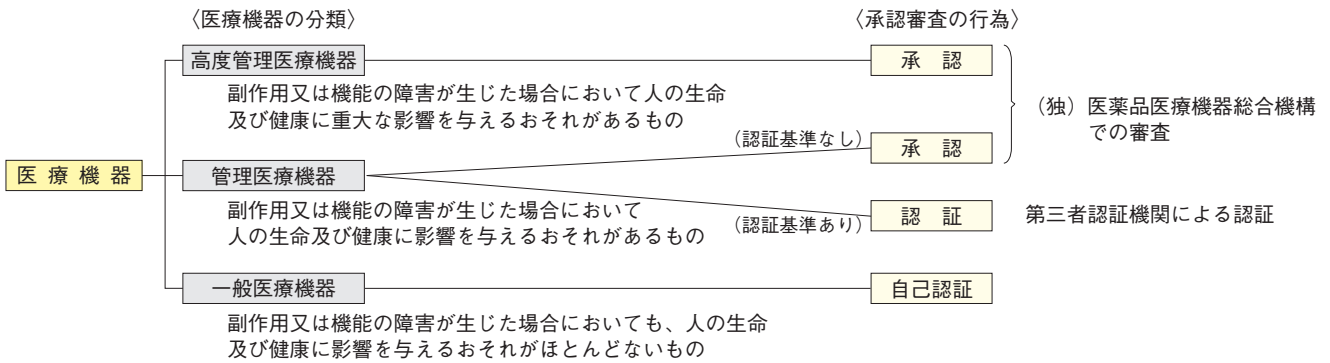 〈医療機器の分類〉
〈承認審査の行為〉
高度管理医療機器
承 認
副作用又は機能の障害が生じた場合において人の生命
及び健康に重大な影響を与えるおそれがあるもの
(独)医薬品医療機器総合機構
での審査
(認証基準なし)
承 認
医 療 機 器
管理医療機器
副作用又は機能の障害が生じた場合において
人の生命及び健康に影響を与えるおそれがあるもの
(認証基準あり)
認 証
第三者認証機関による認証
一般医療機器
自己認証
副作用又は機能の障害が生じた場合においても、人の生命
及び健康に影響を与えるおそれがほとんどないもの